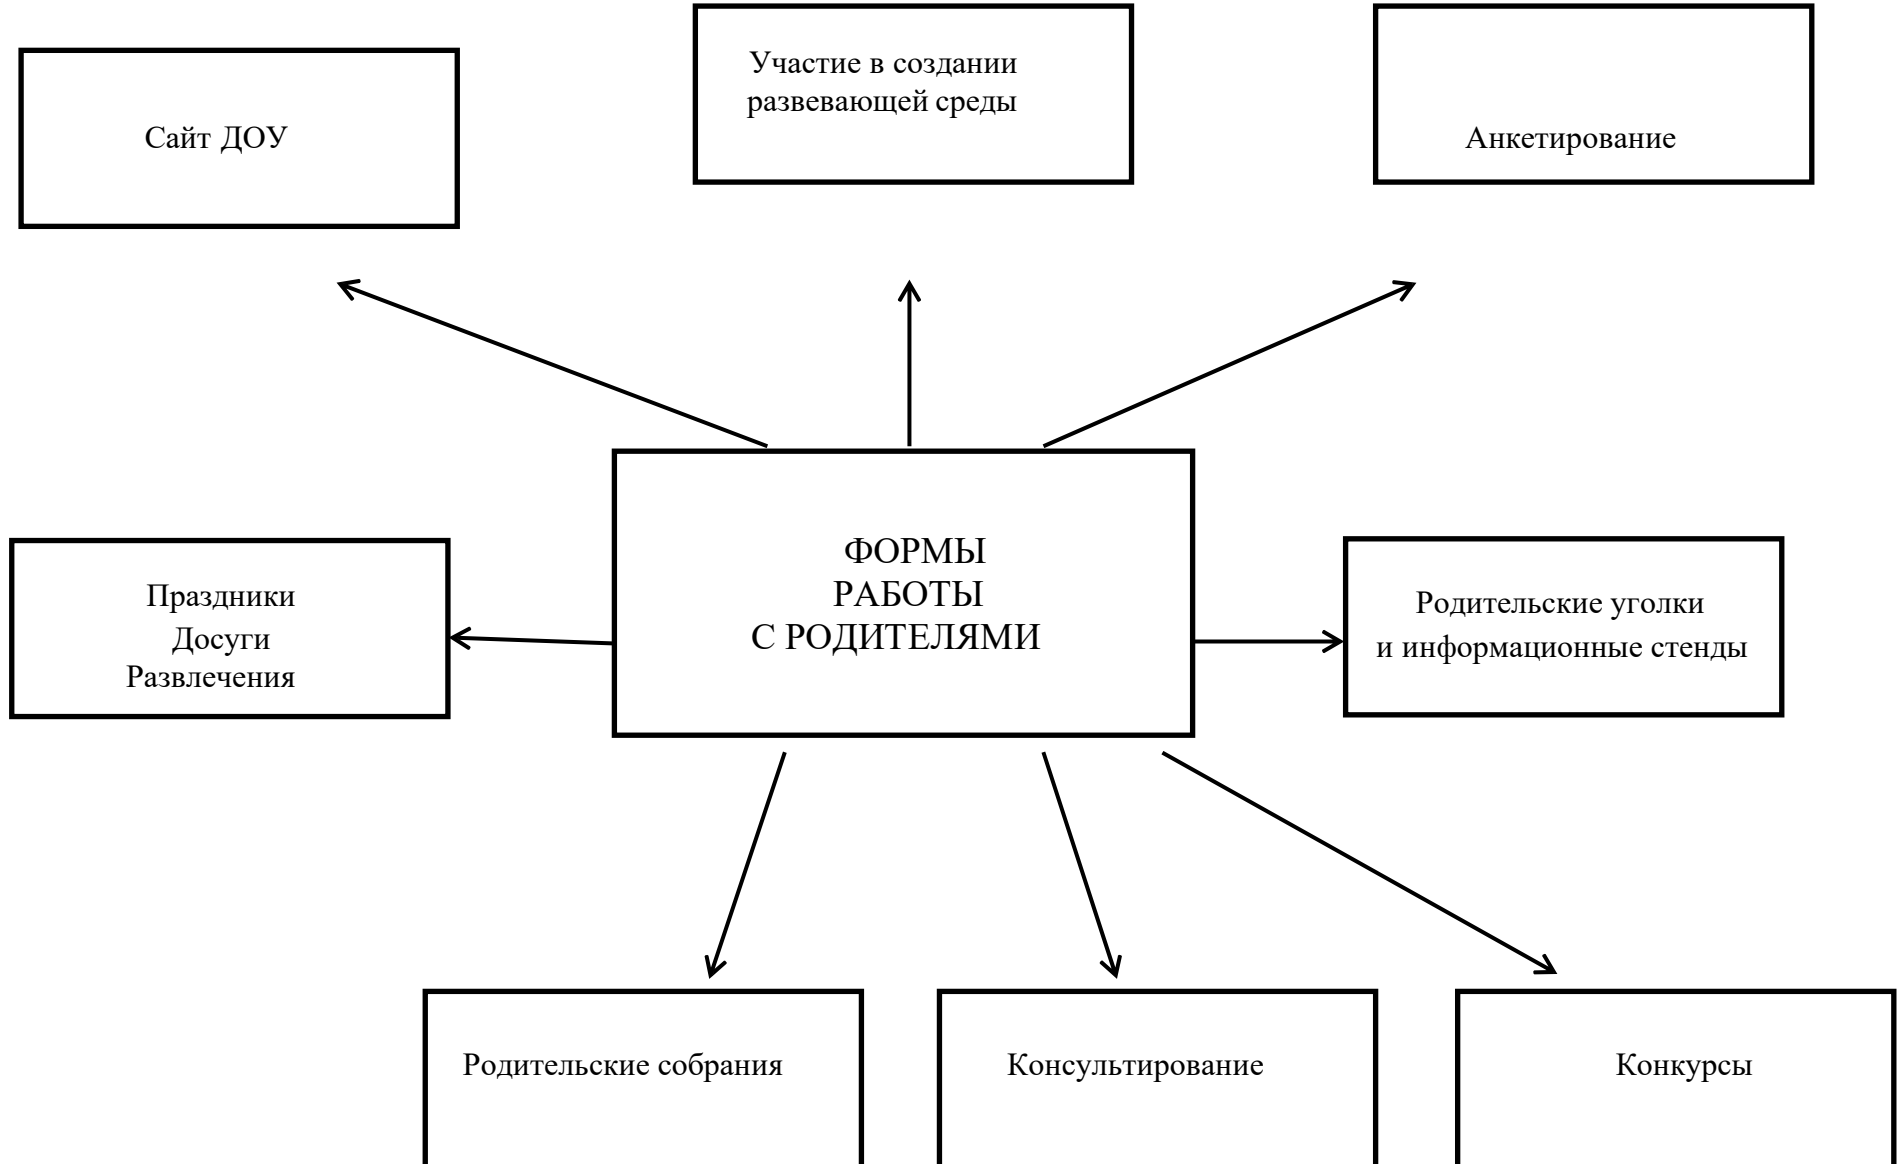 Сайт ДОУ
Участие в создании
развевающей среды
Анкетирование
Праздники
Досуги
Развлечения
ФОРМЫ
РАБОТЫ
С РОДИТЕЛЯМИ
Родительские уголки
и информационные стенды
Родительские собрания
Консультирование
Конкурсы